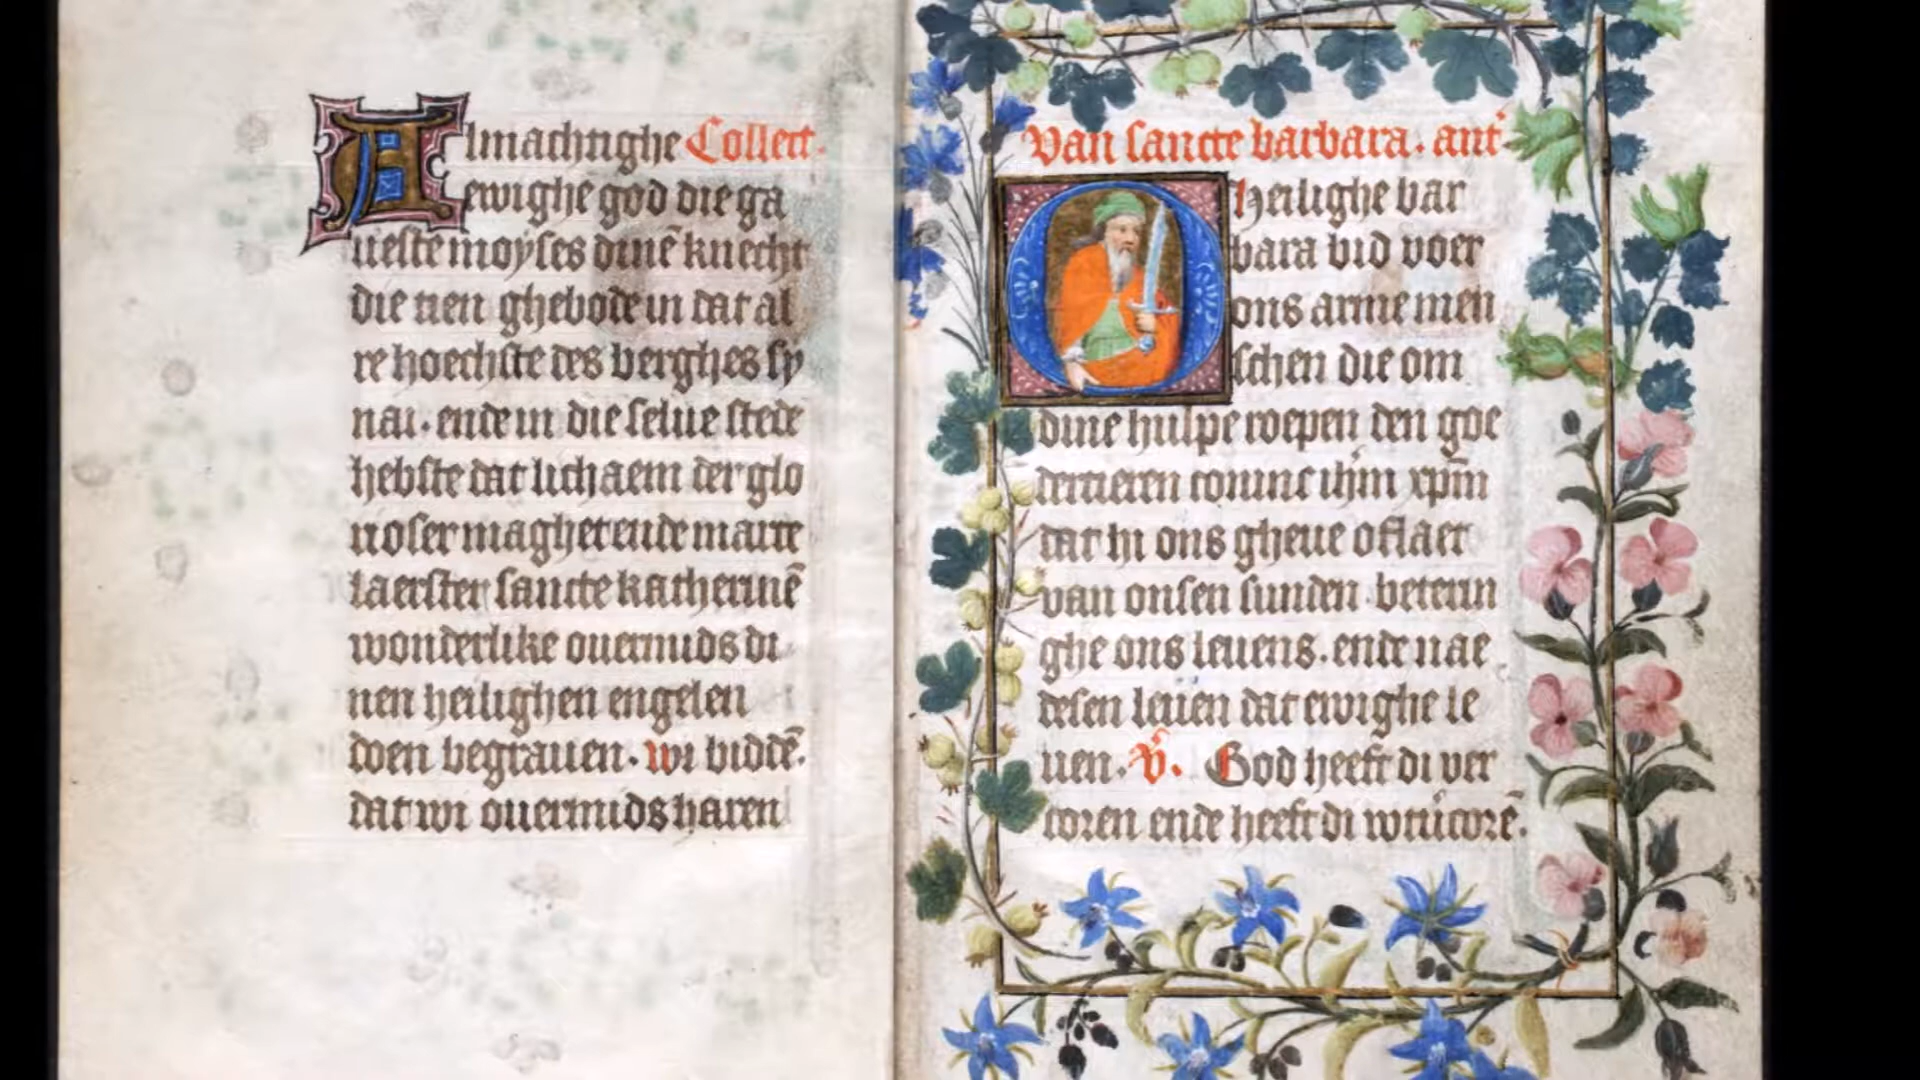 Almachtighe Collect.
ewighe god die ga
ueste moyses dinē knecht
die tien ghebode in dat al
re hoechste des berghes sy
nai. ende in die selue stede
hebste dat lichaem der glo
rioser maghet ende marte
laerster sancte katherinē
wonderlike ouermids di
nen heilighen engelen
doen begrauen. wi biddē.
dat wi ouermids haren
Van sancte barbara. ant
O heilighe bar
bara bid voer
ons arme men
schen die om
dine hulpe roepen den goe
dertieren coninc ihm xpm
dat hi ons gheue oflaet
van onsen sunden beterin
ghe ons leuens. ende nae
desen leuen dat ewighe le
uen. v. God heeft di ver
coren ende heeft di wtūcorē.